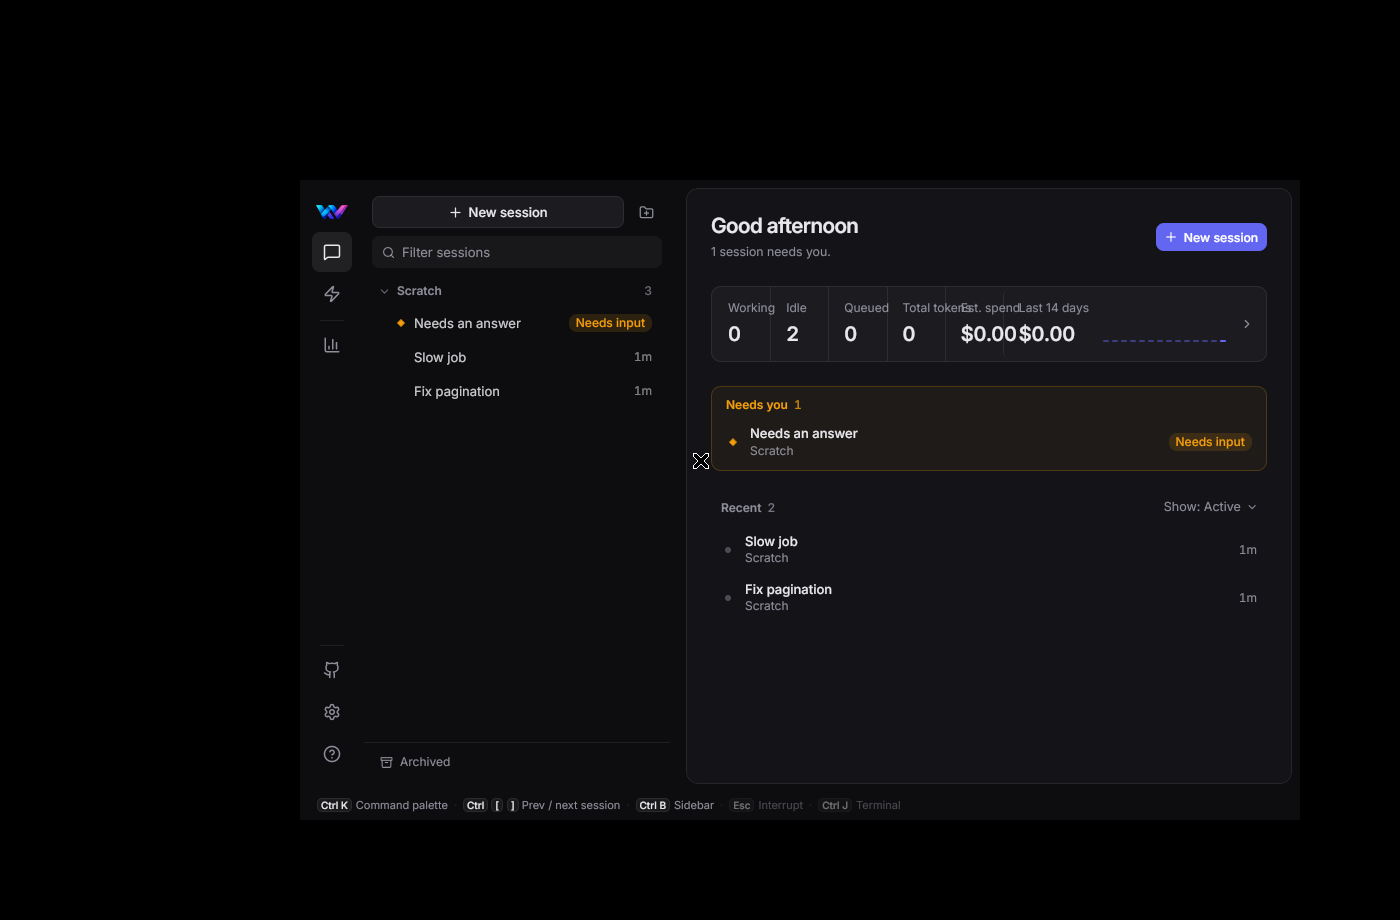 New session
Filter sessions
Scratch 3
Needs an answer Needs input
Slow job 1m
Fix pagination 1m
Archived
Good afternoon
1 session needs you.
New session
Working Idle Queued Total tokens Est. spend Last 14 days
0 2 0 0 $0.00 $0.00
Needs you 1
Needs an answer
Scratch
Needs input
Recent 2 Show: Active
Slow job
Scratch
1m
Fix pagination
Scratch
1m
Ctrl K Command palette · Ctrl [ ] Prev / next session · Ctrl B Sidebar · Esc Interrupt · Ctrl J Terminal